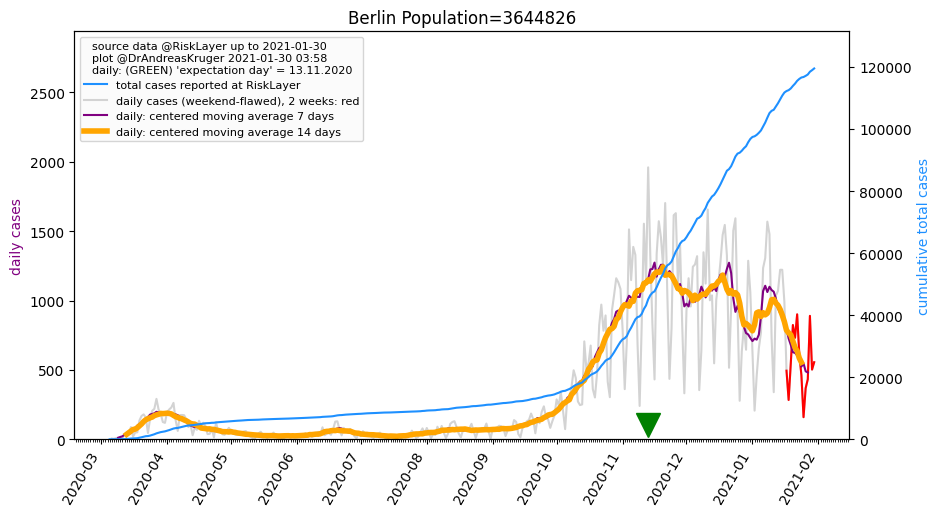 Berlin Population=3644826
source data @RiskLayer up to 2021-01-30
plot @DrAndreasKruger 2021-01-30 03:58
daily: (GREEN) 'expectation day' = 13.11.2020
total cases reported at RiskLayer
daily cases (weekend-flawed), 2 weeks: red
daily: centered moving average 7 days
daily: centered moving average 14 days
daily cases
2500
2000
1500
1000
500
0
120000
100000
80000
60000
40000
20000
0
cumulative total cases
2020-03
2020-04
2020-05
2020-06
2020-07
2020-08
2020-09
2020-10
2020-11
2020-12
2021-01
2021-02